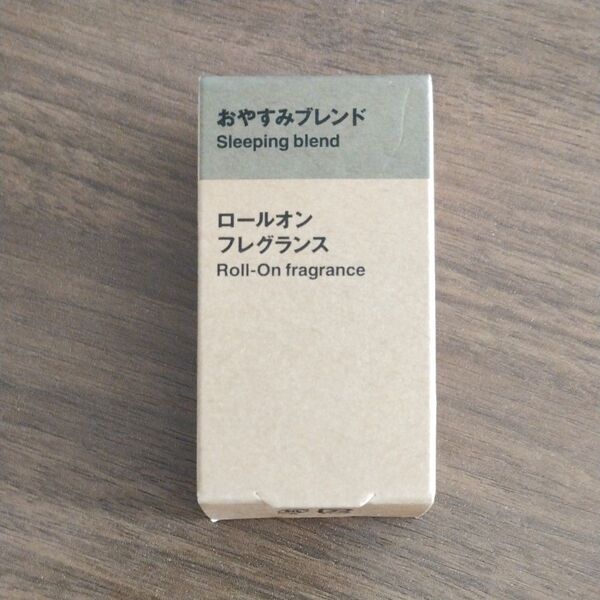 おやすみブレンド
Sleeping blend
ロールオン
フレグランス
Roll-On fragrance